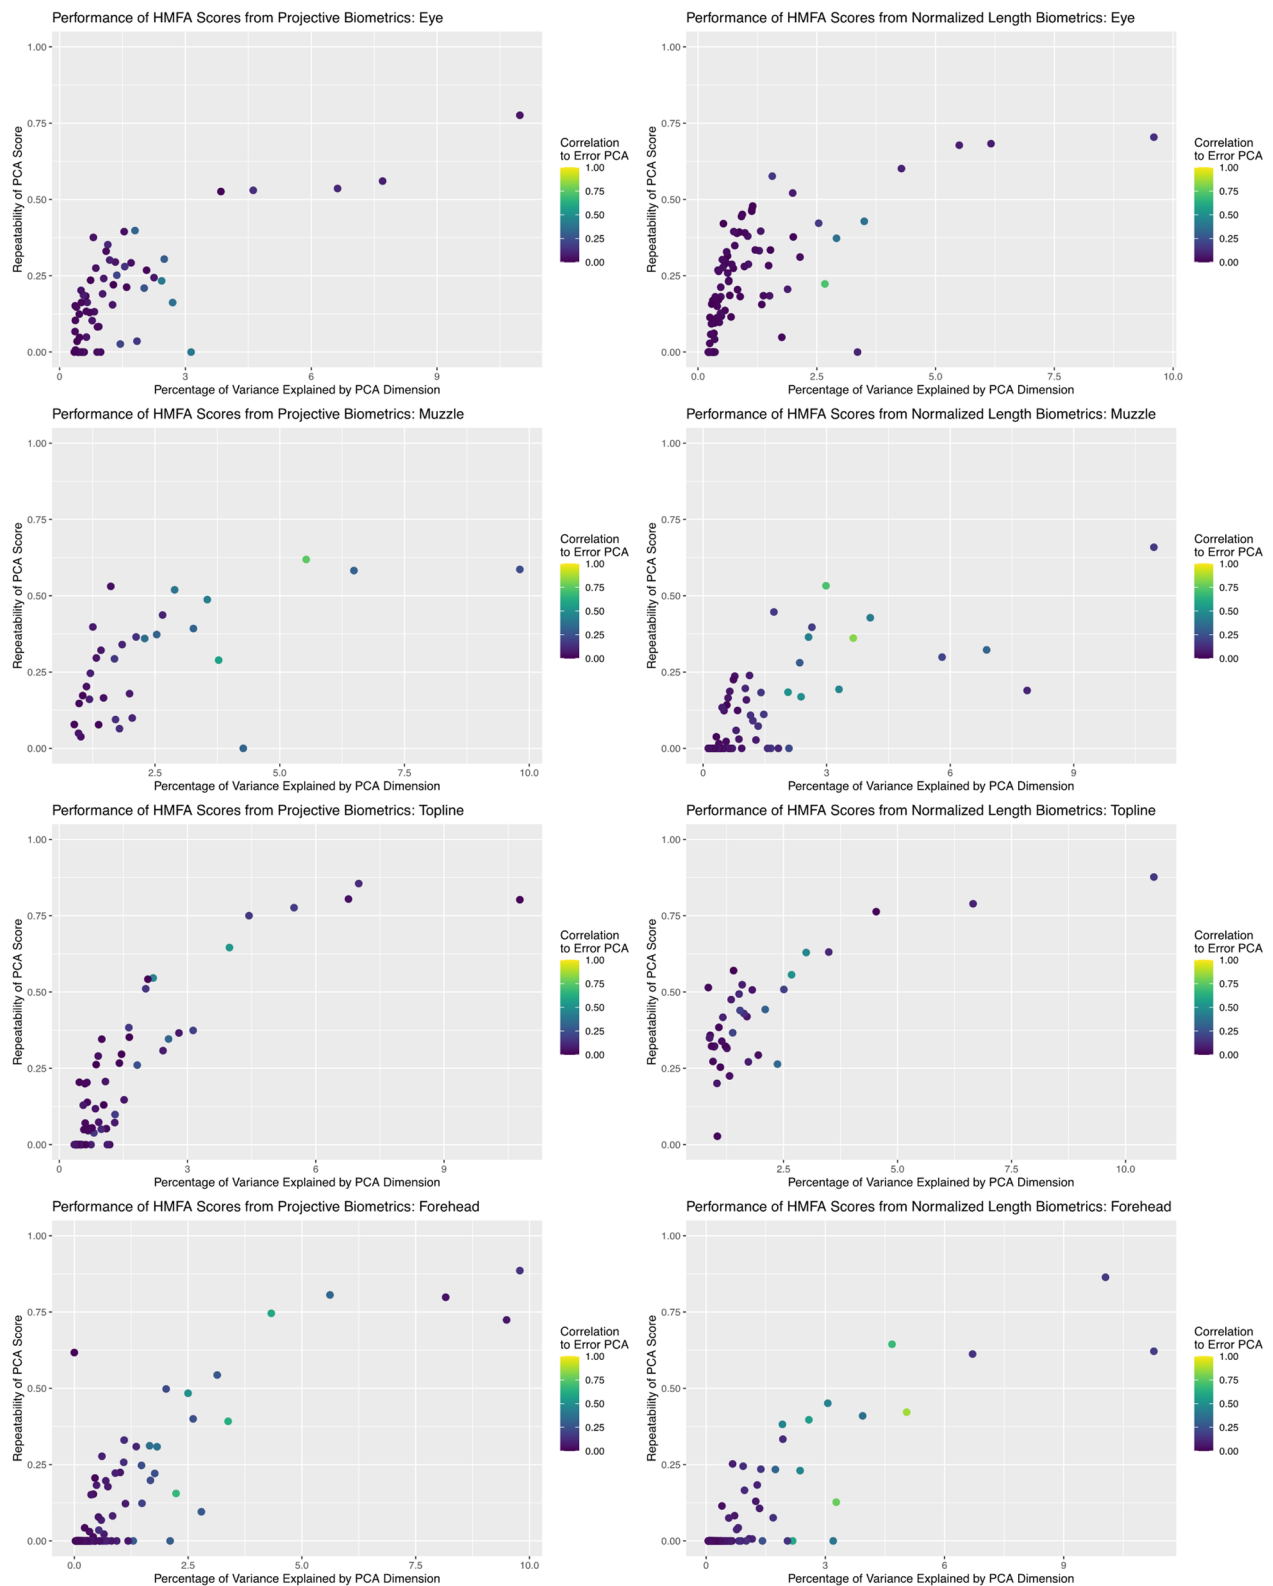 Performance of HMFA Scores from Projective Biometrics: Eye
1.00
0.75
0.50
0.25
0.00
Repeatability of PCA Score
0
3
6
9
Percentage of Variance Explained by PCA Dimension
Correlation
to Error PCA
1.00
0.75
0.50
0.25
0.00
Performance of HMFA Scores from Normalized Length Biometrics: Eye
1.00
0.75
0.50
0.25
0.00
Repeatability of PCA Score
0.0
2.5
5.0
7.5
10.0
Percentage of Variance Explained by PCA Dimension
Correlation
to Error PCA
1.00
0.75
0.50
0.25
0.00
Performance of HMFA Scores from Projective Biometrics: Muzzle
1.00
0.75
0.50
0.25
0.00
Repeatability of PCA Score
2.5
5.0
7.5
10.0
Percentage of Variance Explained by PCA Dimension
Correlation
to Error PCA
1.00
0.75
0.50
0.25
0.00
Performance of HMFA Scores from Normalized Length Biometrics: Muzzle
1.00
0.75
0.50
0.25
0.00
Repeatability of PCA Score
0
3
6
9
Percentage of Variance Explained by PCA Dimension
Correlation
to Error PCA
1.00
0.75
0.50
0.25
0.00
Performance of HMFA Scores from Projective Biometrics: Topline
1.00
0.75
0.50
0.25
0.00
Repeatability of PCA Score
0
3
6
9
Percentage of Variance Explained by PCA Dimension
Correlation
to Error PCA
1.00
0.75
0.50
0.25
0.00
Performance of HMFA Scores from Normalized Length Biometrics: Topline
1.00
0.75
0.50
0.25
0.00
Repeatability of PCA Score
2.5
5.0
7.5
10.0
Percentage of Variance Explained by PCA Dimension
Correlation
to Error PCA
1.00
0.75
0.50
0.25
0.00
Performance of HMFA Scores from Projective Biometrics: Forehead
1.00
0.75
0.50
0.25
0.00
Repeatability of PCA Score
0.0
2.5
5.0
7.5
10.0
Percentage of Variance Explained by PCA Dimension
Correlation
to Error PCA
1.00
0.75
0.50
0.25
0.00
Performance of HMFA Scores from Normalized Length Biometrics: Forehead
1.00
0.75
0.50
0.25
0.00
Repeatability of PCA Score
0
3
6
9
Percentage of Variance Explained by PCA Dimension
Correlation
to Error PCA
1.00
0.75
0.50
0.25
0.00